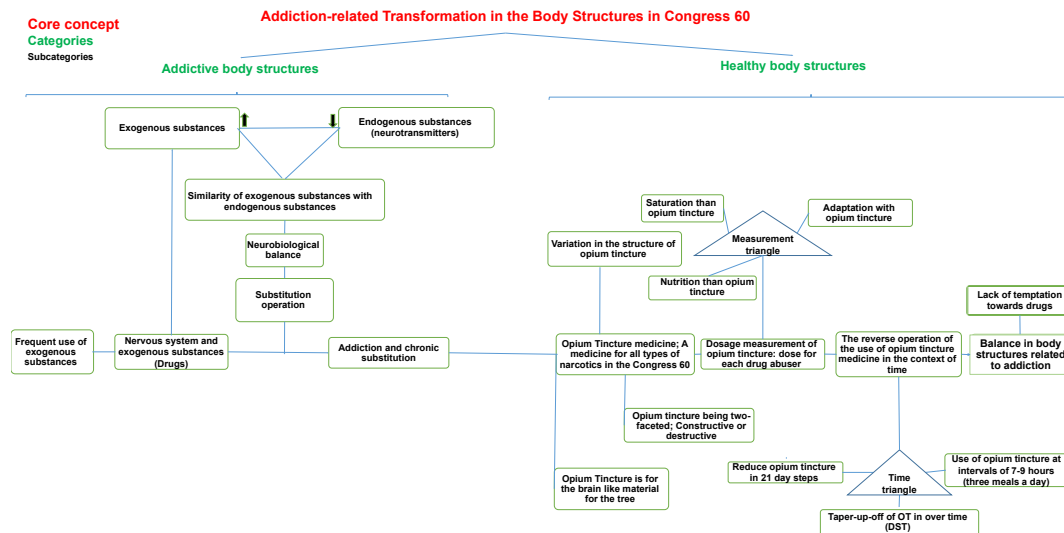 Addiction-related Transformation in the Body Structures in Congress 60
Core concept
Categories
Subcategories
Addictive body structures
Healthy body structures
Exogenous substances
Endogenous substances
(neurotransmitters)
Similarity of exogenous substances with
endogenous substances
Neurobiological
balance
Substitution
operation
Frequent use of
exogenous
substances
Nervous system and
exogenous substances
(Drugs)
Addiction and chronic
substitution
Saturation than
opium tincture
Adaptation with
opium tincture
Measurement
triangle
Variation in the structure of
opium tincture
Nutrition than opium
tincture
Lack of temptation
towards drugs
Opium Tincture medicine; A
medicine for all types of
narcotics in the Congress 60
Dosage measurement of
opium tincture: dose for
each drug abuser
The reverse operation of
the use of opium tincture
medicine in the context of
time
Balance in body
structures related
to addiction
Opium tincture being two-
faceted; Constructive or
destructive
Opium Tincture is for
the brain like material
for the tree
Reduce opium tincture
in 21 day steps
Time
triangle
Use of opium tincture at
intervals of 7-9 hours
(three meals a day)
Taper-up-off of OT in over time
(DST)